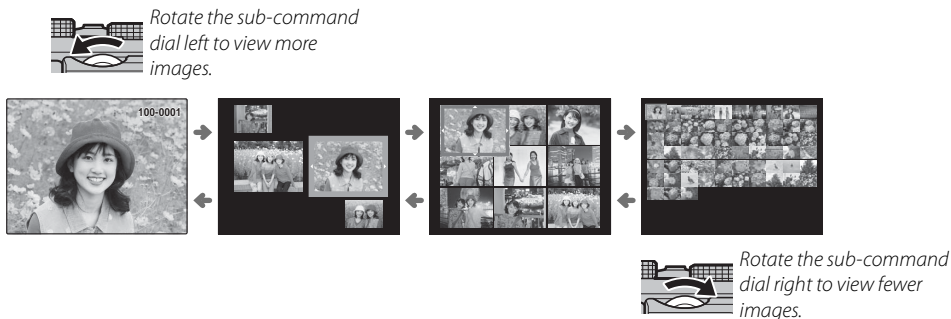 Rotate the sub-command
dial left to view more
images.
100-0001
Rotate the sub-command
dial right to view fewer
images.